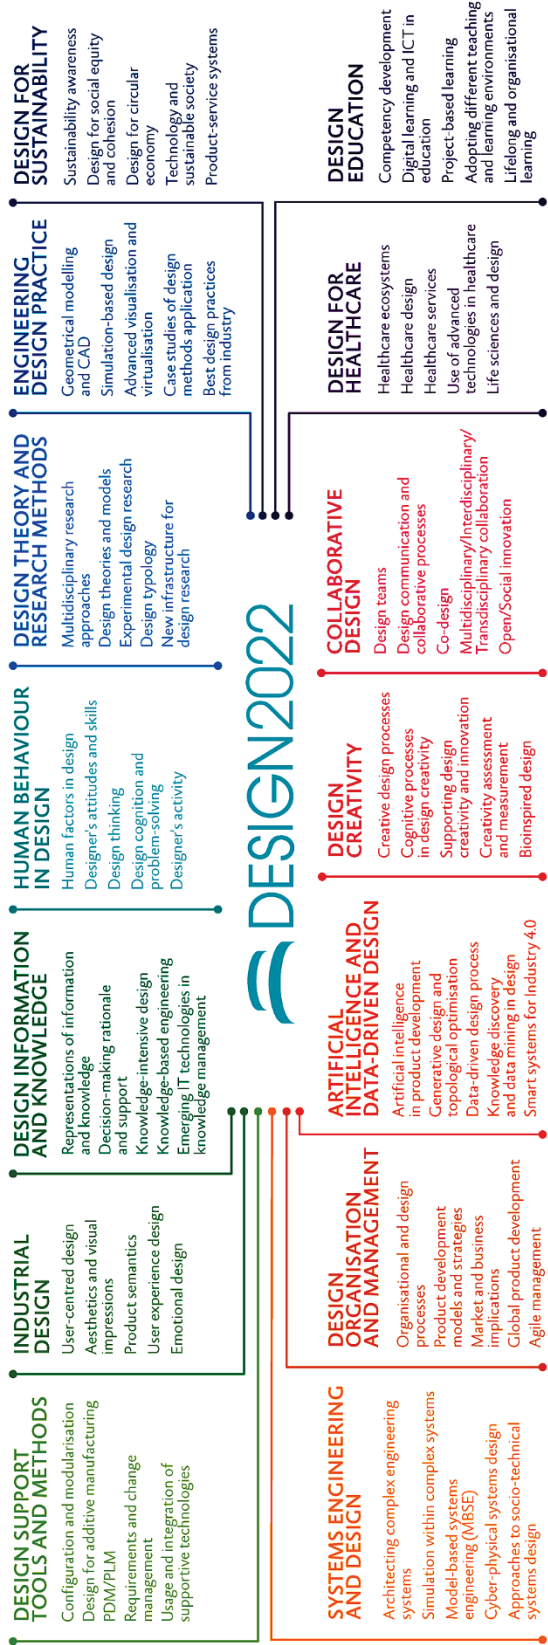 DESIGN SUPPORT
TOOLS AND METHODS
Configuration and modularisation
Design for additive manufacturing
PDM/PLM
Requirements and change
management
Usage and integration of
supportive technologies
INDUSTRIAL
DESIGN
User-centred design
Aesthetics and visual
impressions
Product semantics
User experience design
Emotional design
DESIGN INFORMATION
AND KNOWLEDGE
Representations of information
and knowledge
Decision-making rationale
and support
Knowledge-intensive design
Knowledge-based engineering
Emerging IT technologies in
knowledge management
HUMAN BEHAVIOUR
IN DESIGN
Human factors in design
Designer's attitudes and skills
Design thinking
Design cognition and
problem-solving
Designer's activity
DESIGN THEORY AND
RESEARCH METHODS
Multidisciplinary research
approaches
Design theories and models
Experimental design research
Design typology
New infrastructure for
design research
ENGINEERING
DESIGN PRACTICE
Geometrical modelling
and CAD
Simulation-based design
Advanced visualisation and
virtualisation
Case studies of design
methods application
Best design practices
from industry
DESIGN FOR
SUSTAINABILITY
Sustainability awareness
Design for social equity
and cohesion
Design for circular
economy
Technology and
sustainable society
Product-service systems
DESIGN2022
SYSTEMS ENGINEERING
AND DESIGN
Architecting complex engineering
systems
Simulation within complex systems
Model-based systems
engineering (MBSE)
Cyber-physical systems design
Approaches to socio-technical
systems design
DESIGN
ORGANISATION
AND MANAGEMENT
Organisational and design
processes
Product development
models and strategies
Market and business
implications
Global product development
Agile management
ARTIFICIAL
INTELLIGENCE AND
DATA-DRIVEN DESIGN
Artificial intelligence
in product development
Generative design and
topological optimisation
Data-driven design process
Knowledge discovery
and data mining in design
Smart systems for Industry 4.0
DESIGN
CREATIVITY
Creative design processes
Cognitive processes
in design creativity
Supporting design
creativity and innovation
Creativity assessment
and measurement
Bioinspired design
COLLABORATIVE
DESIGN
Design teams
Design communication and
collaborative processes
Co-design
Multidisciplinary/Interdisciplinary/
Transdisciplinary collaboration
Open/Social innovation
DESIGN FOR
HEALTHCARE
Healthcare ecosystems
Healthcare design
Healthcare services
Use of advanced
technologies in healthcare
Life sciences and design
DESIGN
EDUCATION
Competency development
Digital learning and ICT in
education
Project-based learning
Adopting different teaching
and learning environments
Lifelong and organisational
learning